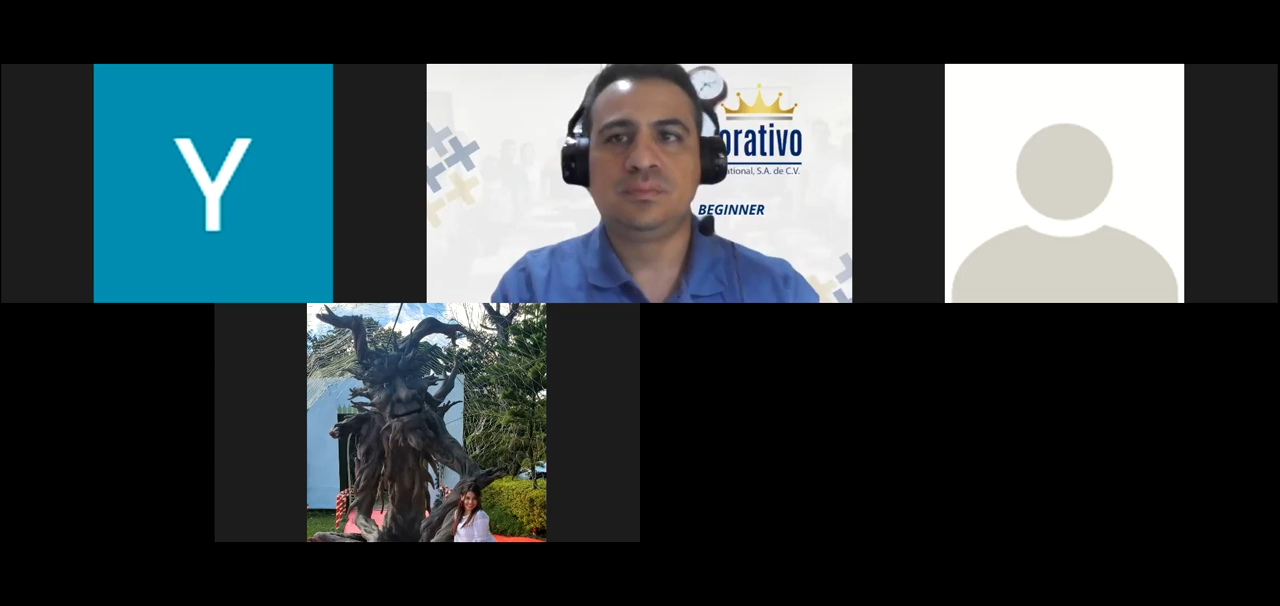 Y
orativo
ational, S.A. de C.V.
BEGINNER